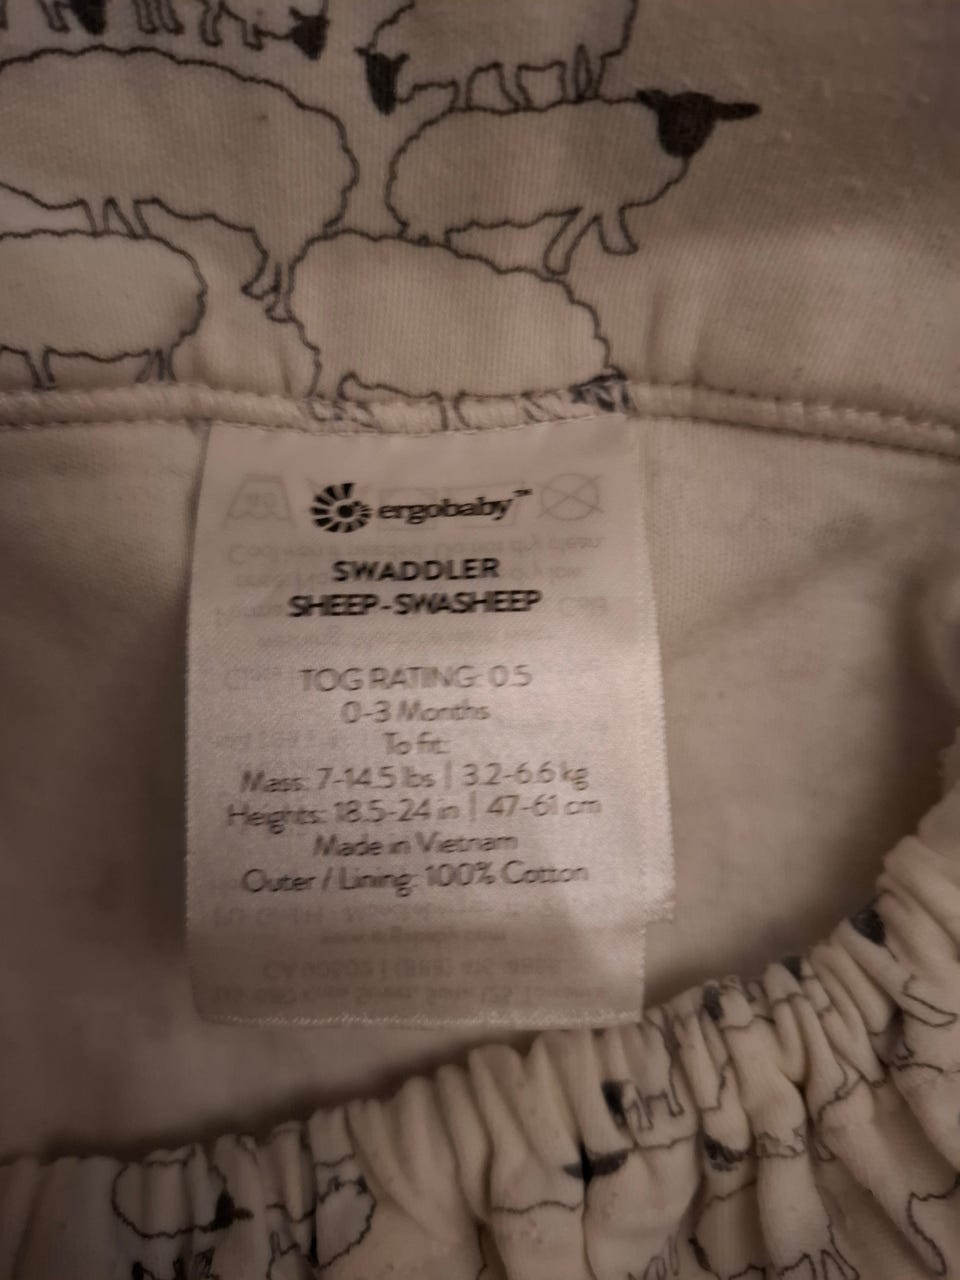 ergobaby™
SWADDLER
SHEEP-SWASHEEP
TOG RATING: 0.5
0-3 Months
To fit:
Mass: 7-14.5 lbs | 3.2-6.6 kg
Heights: 18.5-24 in | 47-61 cm
Made in Vietnam
Outer / Lining: 100% Cotton